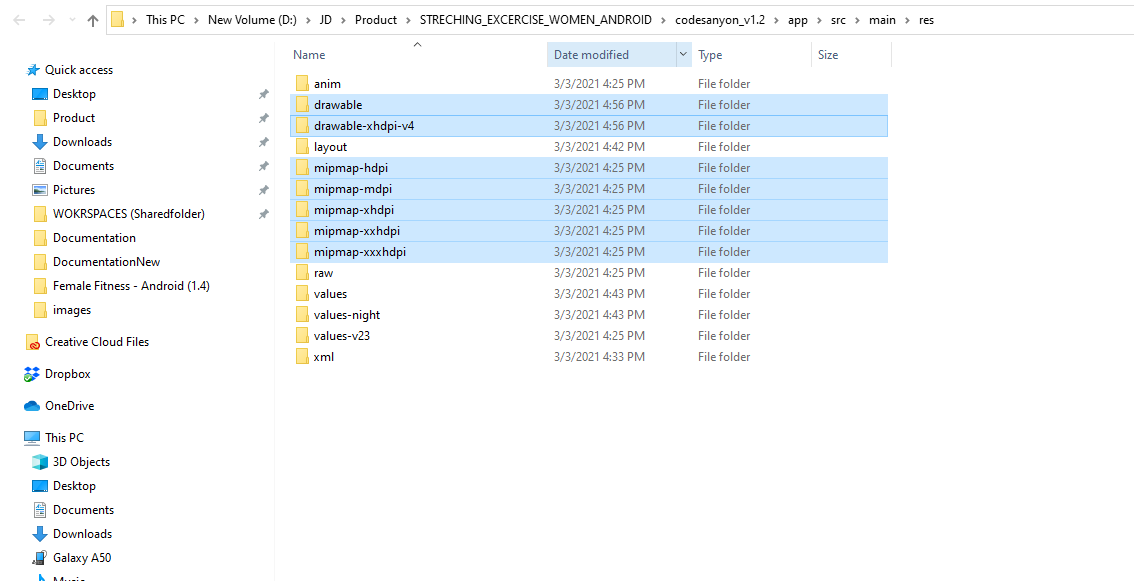 This PC > New Volume (D:) > JD > Product > STRECHING_EXCERCISE_WOMEN_ANDROID > codesanyon_v1.2 > app > src > main > res
Name Date modified Type Size
Quick access
Desktop
Product
Downloads
Documents
Pictures
WOKRSPACES (Sharedfolder)
Documentation
DocumentationNew
Female Fitness - Android (1.4)
images
Creative Cloud Files
Dropbox
OneDrive
This PC
3D Objects
Desktop
Documents
Downloads
Galaxy A50
Music
anim 3/3/2021 4:25 PM File folder
drawable 3/3/2021 4:56 PM File folder
drawable-xhdpi-v4 3/3/2021 4:56 PM File folder
layout 3/3/2021 4:42 PM File folder
mipmap-hdpi 3/3/2021 4:25 PM File folder
mipmap-mdpi 3/3/2021 4:25 PM File folder
mipmap-xhdpi 3/3/2021 4:25 PM File folder
mipmap-xxhdpi 3/3/2021 4:25 PM File folder
mipmap-xxxhdpi 3/3/2021 4:25 PM File folder
raw 3/3/2021 4:25 PM File folder
values 3/3/2021 4:43 PM File folder
values-night 3/3/2021 4:43 PM File folder
values-v23 3/3/2021 4:25 PM File folder
xml 3/3/2021 4:33 PM File folder